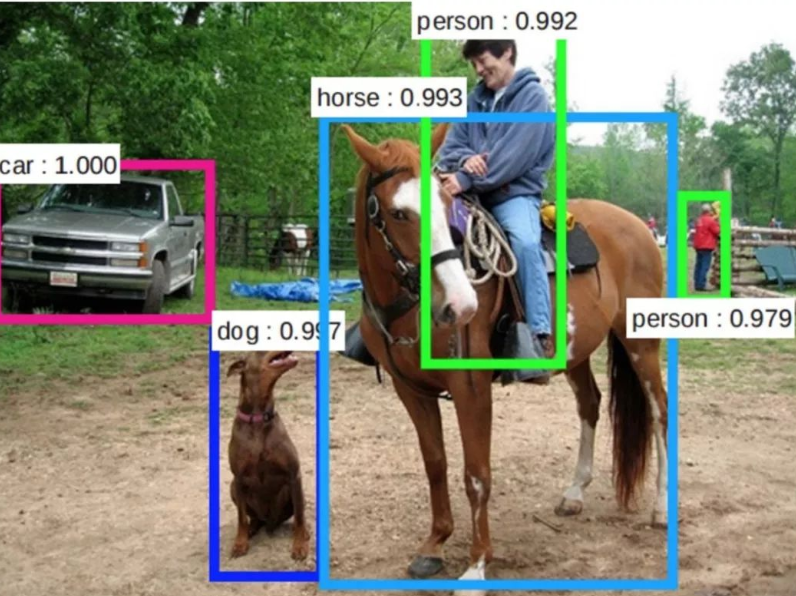 person : 0.992
horse : 0.993
car : 1.000
dog : 0.997
person : 0.979